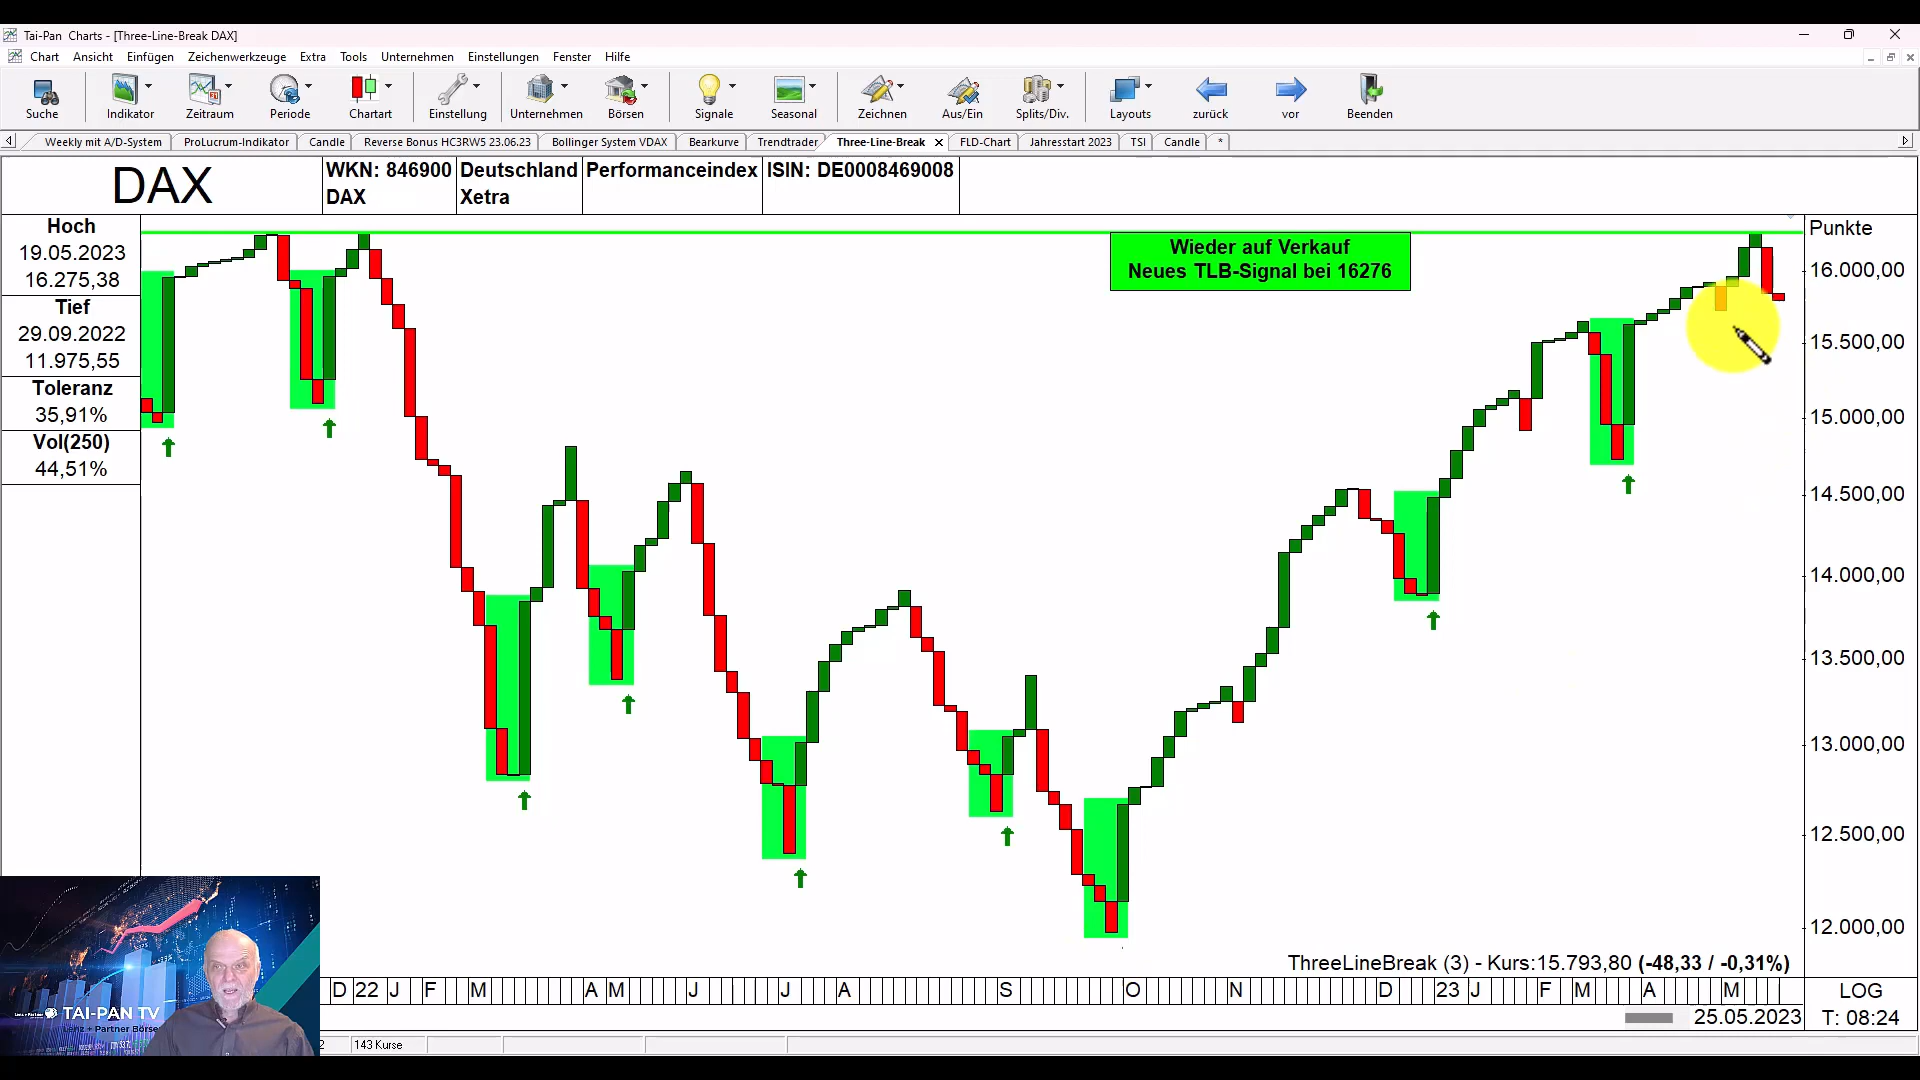 Tai-Pan Charts - [Three-Line-Break DAX]
Chart Ansicht Einfügen Zeichenwerkzeuge Extra Tools Unternehmen Einstellungen Fenster Hilfe
Suche Indikator Zeitraum Periode Chartart Einstellung Unternehmen Börsen Signale Seasonal Zeichnen Aus/Ein Splits/Div. Layouts zurück vor Beenden
Weekly mit A/D-System ProLucrum-Indikator Candle Reverse Bonus HC3RW5 23.06.23 Bollinger System VDAX Bearkurve Trendtrader Three-Line-Break FLD-Chart Jahresstart 2023 TSI Candle *
DAX
WKN: 846900 Deutschland Performanceindex ISIN: DE0008469008
DAX Xetra
Hoch
19.05.2023
16.275,38
Tief
29.09.2022
11.975,55
Toleranz
35,91%
Vol(250)
44,51%
Wieder auf Verkauf
Neues TLB-Signal bei 16276
Punkte
16.000,00
15.500,00
15.000,00
14.500,00
14.000,00
13.500,00
13.000,00
12.500,00
12.000,00
ThreeLineBreak (3) - Kurs:15.793,80 (-48,33 / -0,31%)
D 22 J F M A M J J A S O N D 23 J F M A M
LOG
25.05.2023 T: 08:24
TAI-PAN TV
Lenz + Partner Börse
2 143 Kurse